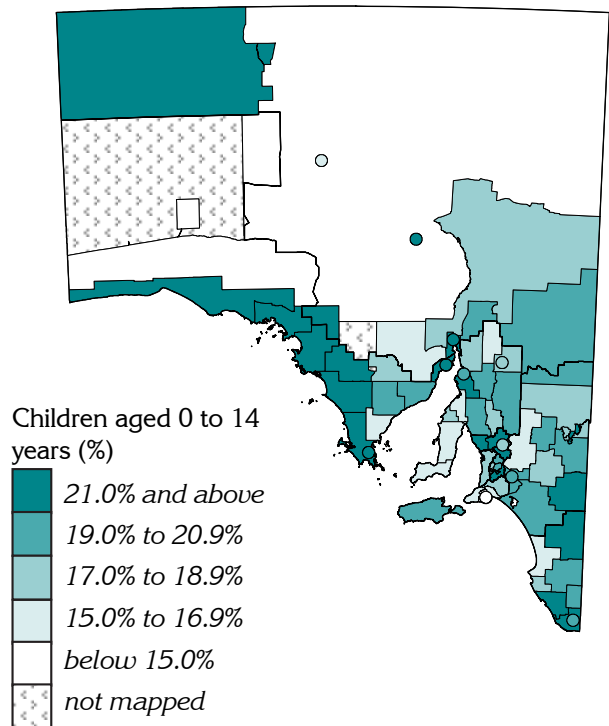 Children aged 0 to 14
years (%)
21.0% and above
19.0% to 20.9%
17.0% to 18.9%
15.0% to 16.9%
below 15.0%
not mapped